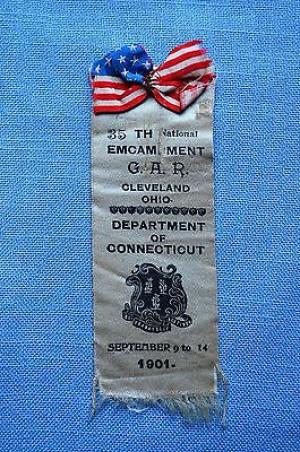 35 TH National
EMCAMPMENT
G. A. R.
CLEVELAND
OHIO-
DEPARTMENT
OF
CONNECTICUT
SEPTEMBER 9 to 14
1901-